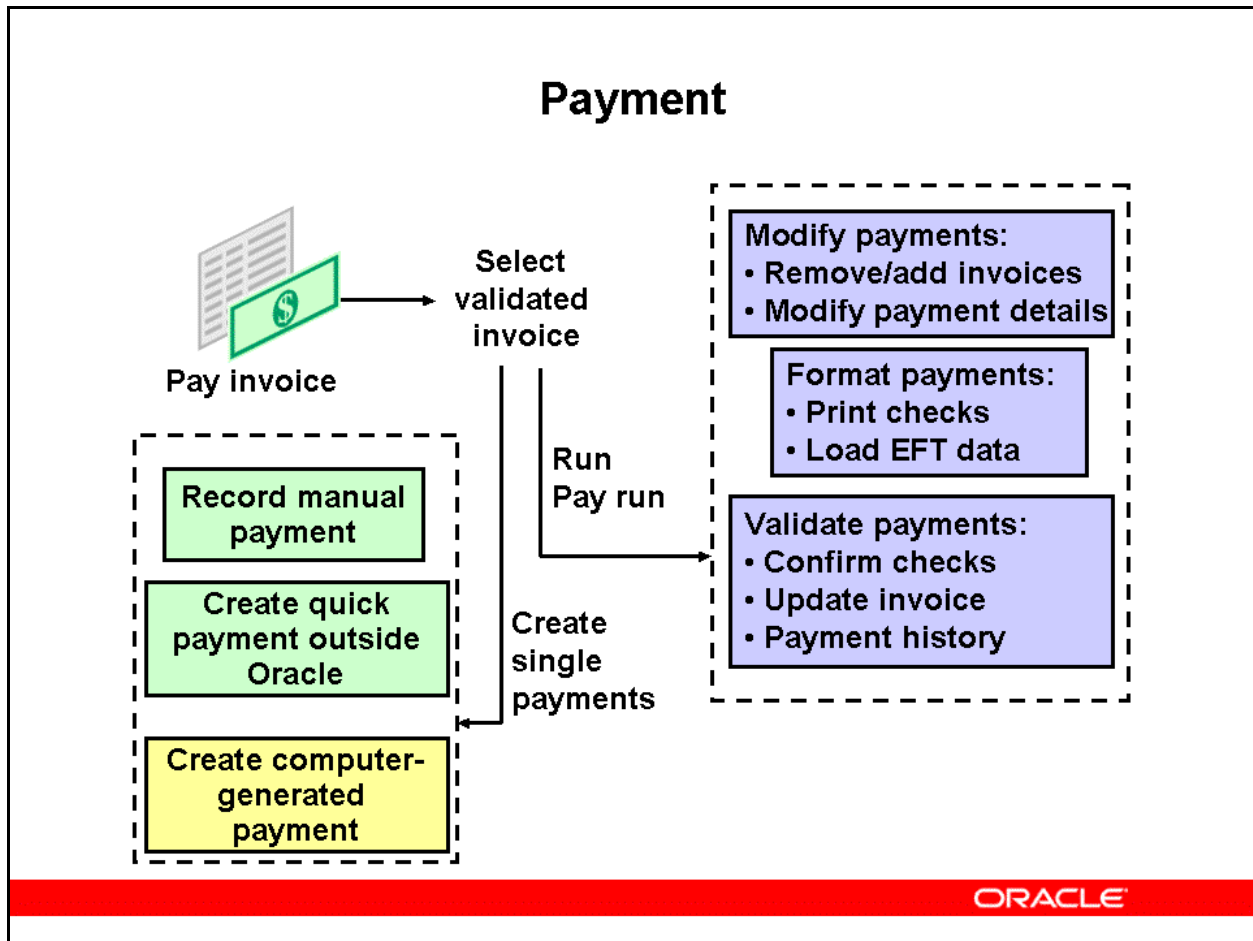 Payment
$
Pay invoice
Select
validated
invoice
Record manual
payment
Create quick
payment outside
Oracle
Create computer-
generated
payment
Create
single
payments
Run
Pay run
Modify payments:
• Remove/add invoices
• Modify payment details
Format payments:
• Print checks
• Load EFT data
Validate payments:
• Confirm checks
• Update invoice
• Payment history
ORACLE